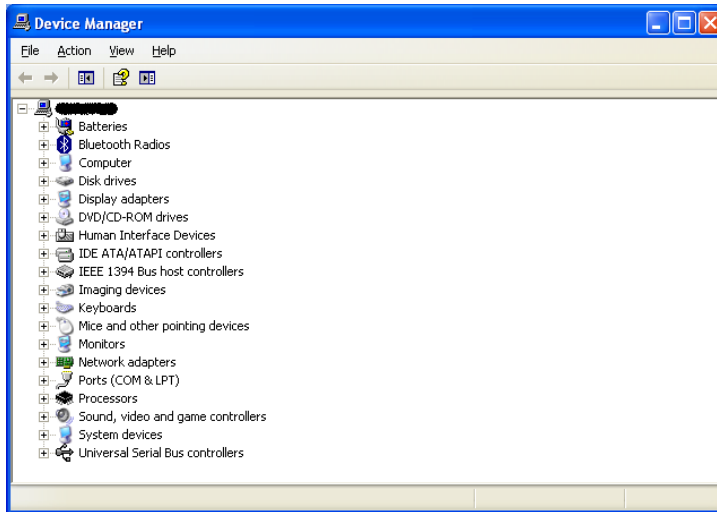 Device Manager
File Action View Help
Batteries
Bluetooth Radios
Computer
Disk drives
Display adapters
DVD/CD-ROM drives
Human Interface Devices
IDE ATA/ATAPI controllers
IEEE 1394 Bus host controllers
Imaging devices
Keyboards
Mice and other pointing devices
Monitors
Network adapters
Ports (COM & LPT)
Processors
Sound, video and game controllers
System devices
Universal Serial Bus controllers